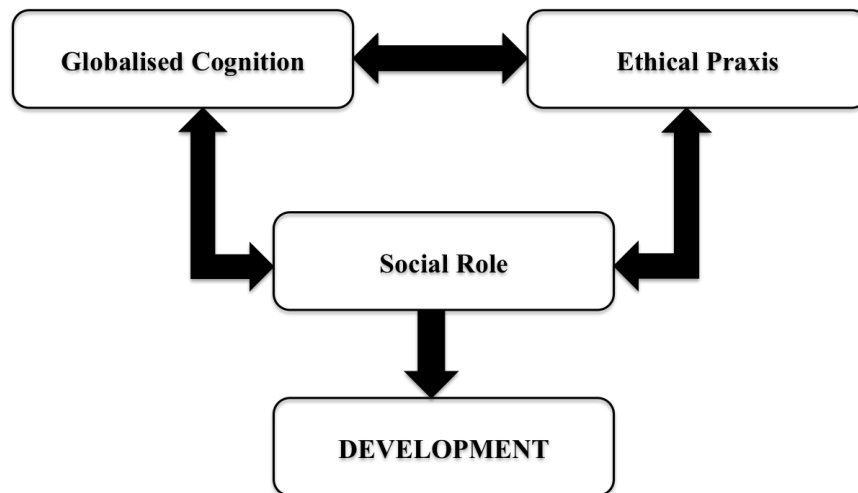 Globalised Cognition
Ethical Praxis
Social Role
DEVELOPMENT